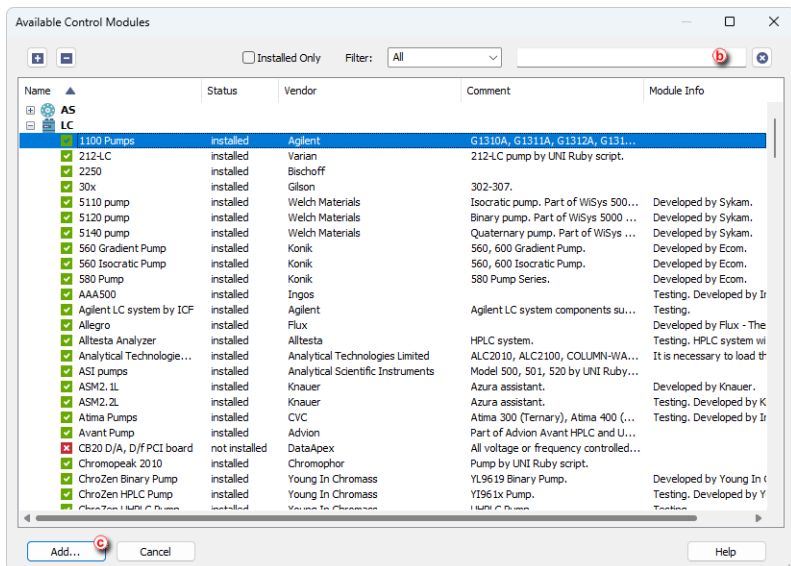 Available Control Modules
Installed Only Filter: All b
Name Status Vendor Comment Module Info
AS
LC
1100 Pumps installed Agilent G1310A, G1311A, G1312A, G131...
212-LC installed Varian 212-LC pump by UNI Ruby script.
2250 installed Bischoff
30x installed Gilson 302-307.
5110 pump installed Welch Materials Isocratic pump. Part of WiSys 500... Developed by Sykam.
5120 pump installed Welch Materials Binary pump. Part of WiSys 5000 ... Developed by Sykam.
5140 pump installed Welch Materials Quaternary pump. Part of WiSys ... Developed by Sykam.
560 Gradient Pump installed Konik 560, 600 Gradient Pump. Developed by Ecom.
560 Isocratic Pump installed Konik 560, 600 Isocratic Pump. Developed by Ecom.
580 Pump installed Konik 580 Pump Series. Developed by Ecom.
AAA500 installed Ingos Testing. Developed by Ir
Agilent LC system by ICF installed Agilent Agilent LC system components su... Testing.
Allegro installed Flux Developed by Flux - The
Alltesta Analyzer installed Alltesta HPLC system. Testing. HPLC system wi
Analytical Technologie... installed Analytical Technologies Limited ALC2010, ALC2100, COLUMN-WA... It is necessary to load th
ASI pumps installed Analytical Scientific Instruments Model 500, 501, 520 by UNI Ruby...
ASM2.1L installed Knauer Azura assistant. Developed by Knauer.
ASM2.2L installed Knauer Azura assistant. Testing. Developed by K
Atima Pumps installed CVC Atima 300 (Ternary), Atima 400 (... Testing. Developed by Ir
Avant Pump installed Advion Part of Advion Avant HPLC and U...
CB20 D/A, D/f PCI board not installed DataApex All voltage or frequency controlled...
Chromopeak 2010 installed Chromophor Pump by UNI Ruby script.
ChroZen Binary Pump installed Young In Chromass YL9619 Binary Pump. Developed by Young In (
ChroZen HPLC Pump installed Young In Chromass YI961x Pump. Testing. Developed by Y
ChroZen UHPLC Pump installed Young In Chromass UHPLC Pump. Testing.
Add... c Cancel Help